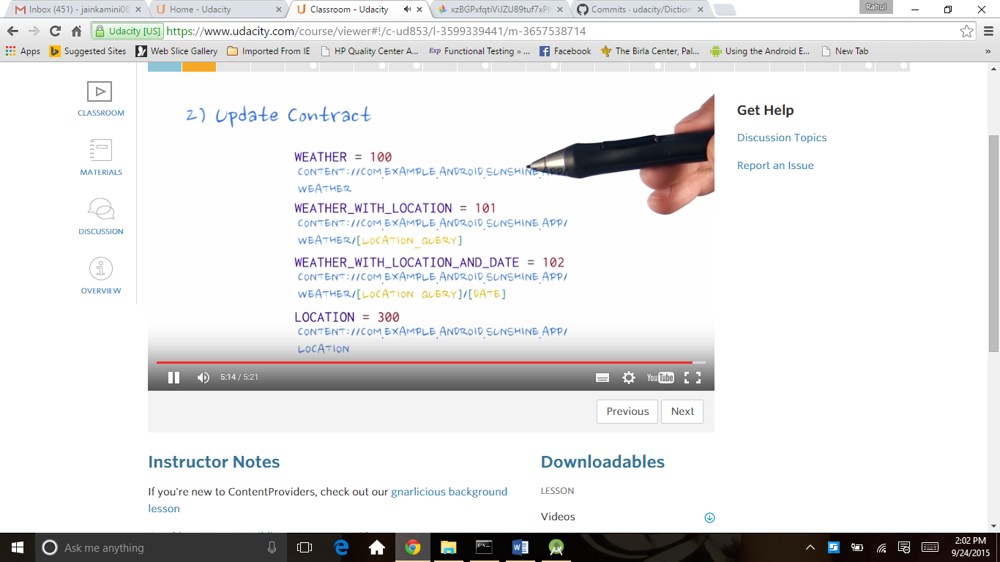 Inbox (451) - jainkamini08
Home - Udacity
Classroom - Udacity
xzBGPxfqtiViJZU89tuf7xPI
Commits · udacity/Diction
Rahul
Udacity [US]
https://www.udacity.com/course/viewer#!/c-ud853/l-3599339441/m-3657538714
Apps
Suggested Sites
Web Slice Gallery
Imported From IE
HP Quality Center A...
Exp Functional Testing » ...
Facebook
The Birla Center, Pal...
Using the Android E...
New Tab
»
CLASSROOM
MATERIALS
DISCUSSION
OVERVIEW
2) Update Contract
WEATHER = 100
CONTENT://COM.EXAMPLE.ANDROID.SUNSHINE.APP/
WEATHER
WEATHER_WITH_LOCATION = 101
CONTENT://COM.EXAMPLE.ANDROID.SUNSHINE.APP/
WEATHER/[LOCATION_QUERY]
WEATHER_WITH_LOCATION_AND_DATE = 102
CONTENT://COM.EXAMPLE.ANDROID.SUNSHINE.APP/
WEATHER/[LOCATION QUERY]/[DATE]
LOCATION = 300
CONTENT://COM.EXAMPLE.ANDROID.SUNSHINE.APP/
LOCATION
5:14 / 5:21
YouTube
Previous
Next
Get Help
Discussion Topics
Report an Issue
Instructor Notes
If you're new to ContentProviders, check out our gnarlicious background
lesson
Downloadables
LESSON
Videos
Ask me anything
2:02 PM
9/24/2015